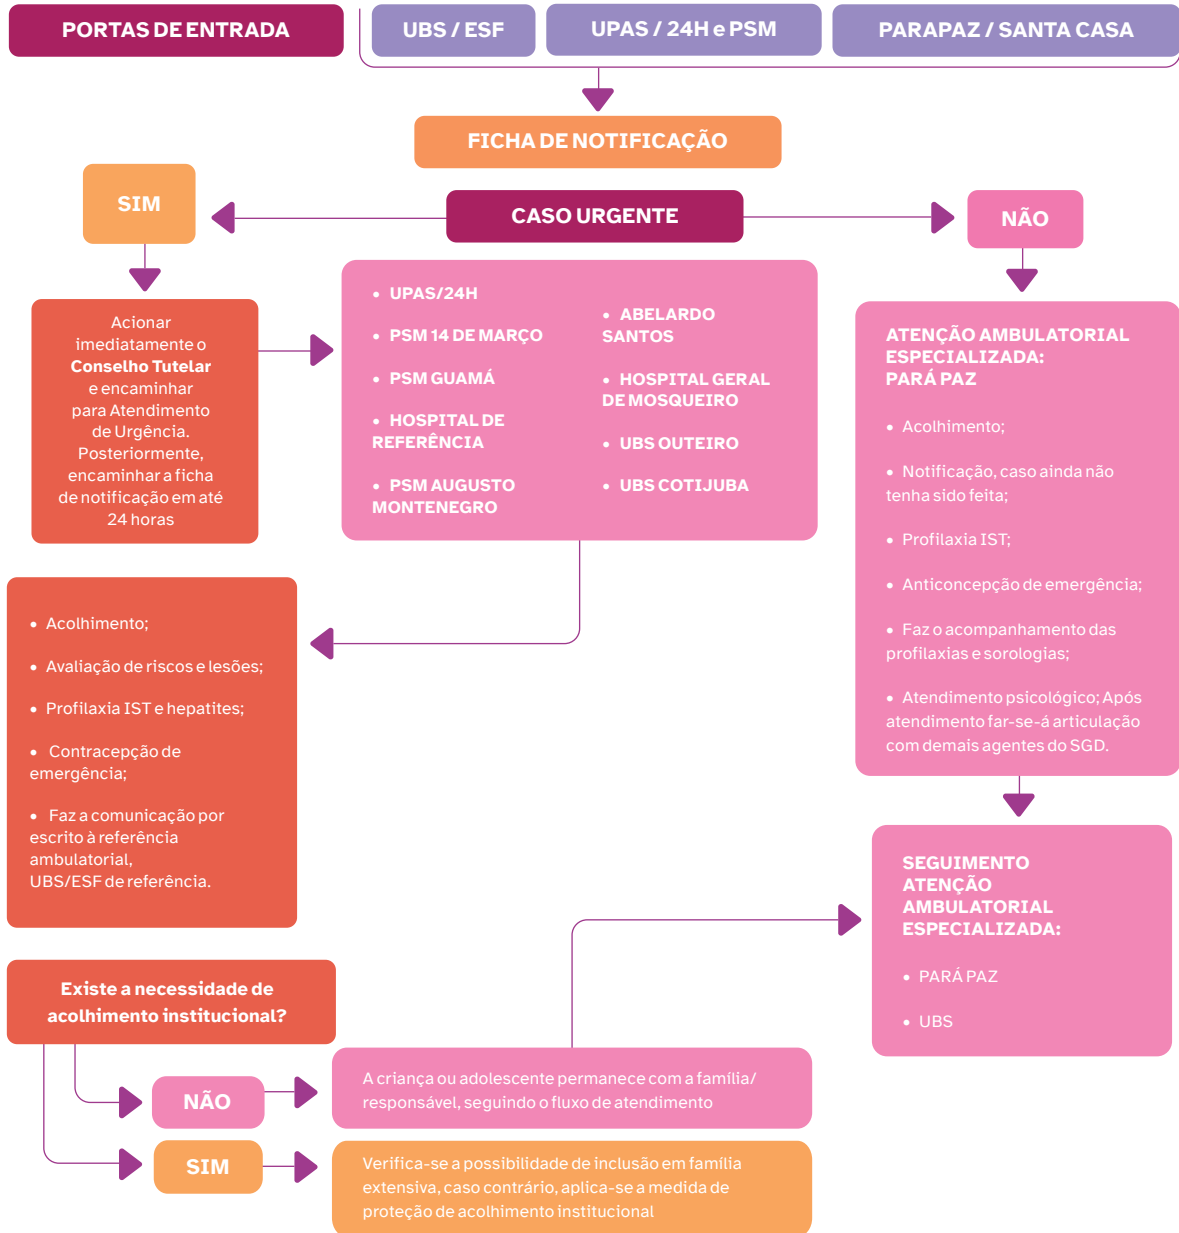 PORTAS DE ENTRADA
UBS / ESF
UPAS / 24H e PSM
PARAPAZ / SANTA CASA
FICHA DE NOTIFICAÇÃO
SIM
CASO URGENTE
NÃO
Acionar
imediatamente o
Conselho Tutelar
e encaminhar
para Atendimento
de Urgência.
Posteriormente,
encaminhar a ficha
de notificação em até
24 horas
• UPAS/24H
• PSM 14 DE MARÇO
• PSM GUAMÁ
• HOSPITAL DE
REFERÊNCIA
• PSM AUGUSTO
MONTENEGRO
• ABELARDO
SANTOS
• HOSPITAL GERAL
DE MOSQUEIRO
• UBS OUTEIRO
• UBS COTIJUBA
ATENÇÃO AMBULATORIAL
ESPECIALIZADA:
PARÁ PAZ
• Acolhimento;
• Notificação, caso ainda não
tenha sido feita;
• Profilaxia IST;
• Anticoncepção de emergência;
• Faz o acompanhamento das
profilaxias e sorologias;
• Atendimento psicológico; Após
atendimento far-se-á articulação
com demais agentes do SGD.
• Acolhimento;
• Avaliação de riscos e lesões;
• Profilaxia IST e hepatites;
• Contracepção de
emergência;
• Faz a comunicação por
escrito à referência
ambulatorial,
UBS/ESF de referência.
SEGUIMENTO
ATENÇÃO
AMBULATORIAL
ESPECIALIZADA:
• PARÁ PAZ
• UBS
Existe a necessidade de
acolhimento institucional?
NÃO
A criança ou adolescente permanece com a família/
responsável, seguindo o fluxo de atendimento
SIM
Verifica-se a possibilidade de inclusão em família
extensiva, caso contrário, aplica-se a medida de
proteção de acolhimento institucional